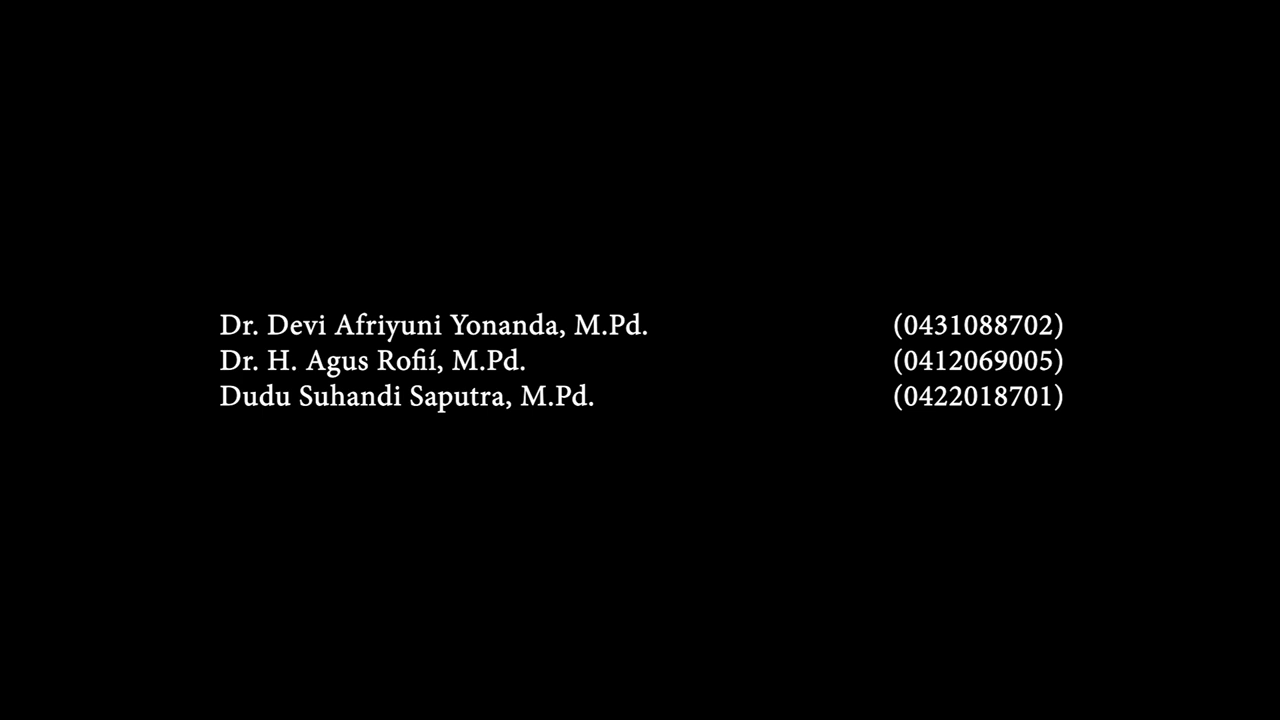 Dr. Devi Afriyuni Yonanda, M.Pd. (0431088702)
Dr. H. Agus Rofií, M.Pd. (0412069005)
Dudu Suhandi Saputra, M.Pd. (0422018701)